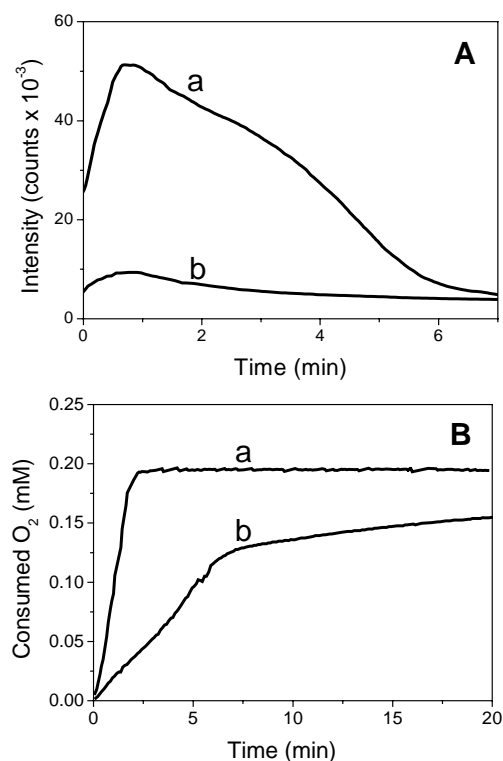 A
60
40
20
0
Intensity (counts x 10⁻³)
a
b
0 2 4 6
Time (min)
B
0.25
0.20
0.15
0.10
0.05
0.00
Consumed O₂ (mM)
a
b
0 5 10 15 20
Time (min)